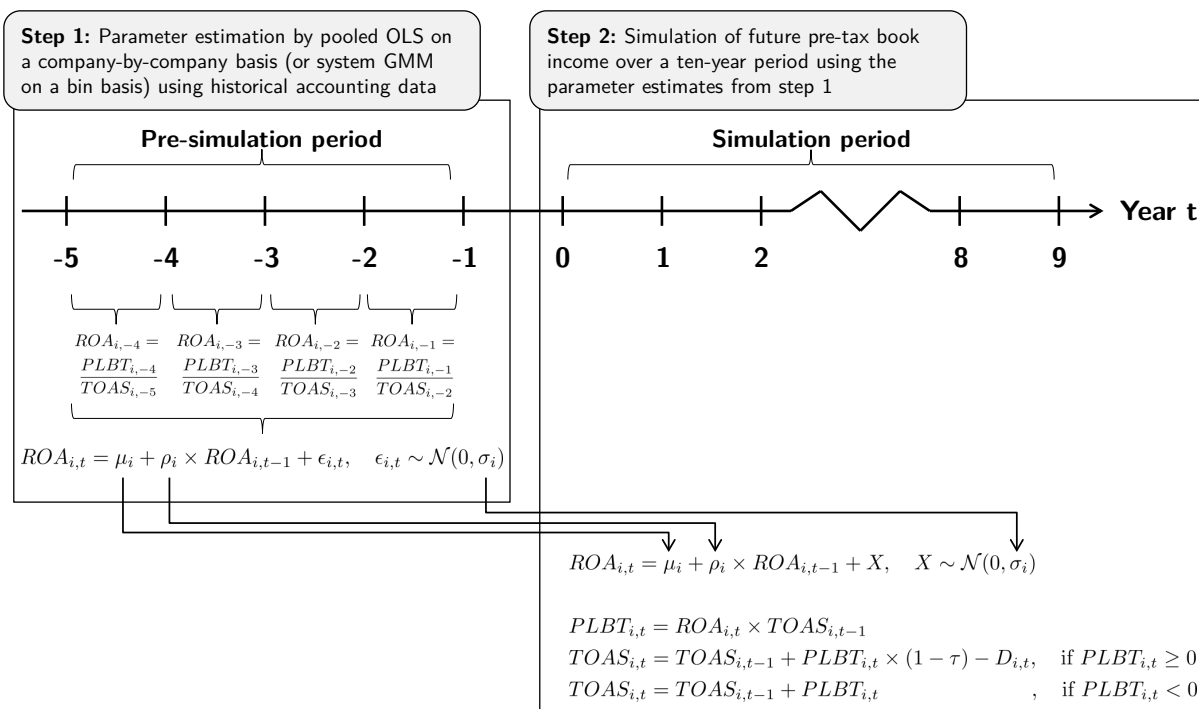 Step 1: Parameter estimation by pooled OLS on
a company-by-company basis (or system GMM
on a bin basis) using historical accounting data
Step 2: Simulation of future pre-tax book
income over a ten-year period using the
parameter estimates from step 1
Pre-simulation period
Simulation period
Year t
-5 -4 -3 -2 -1 0 1 2 8 9
ROA_{i,-4} = ROA_{i,-3} = ROA_{i,-2} = ROA_{i,-1} =
PLBT_{i,-4} PLBT_{i,-3} PLBT_{i,-2} PLBT_{i,-1}
TOAS_{i,-5} TOAS_{i,-4} TOAS_{i,-3} TOAS_{i,-2}
ROA_{i,t} = μ_i + ρ_i × ROA_{i,t−1} + ε_{i,t}, ε_{i,t} ∼ N(0, σ_i)
ROA_{i,t} = μ_i + ρ_i × ROA_{i,t−1} + X, X ∼ N(0, σ_i)
PLBT_{i,t} = ROA_{i,t} × TOAS_{i,t−1}
TOAS_{i,t} = TOAS_{i,t−1} + PLBT_{i,t} × (1 − τ) − D_{i,t}, if PLBT_{i,t} ≥ 0
TOAS_{i,t} = TOAS_{i,t−1} + PLBT_{i,t} , if PLBT_{i,t} < 0